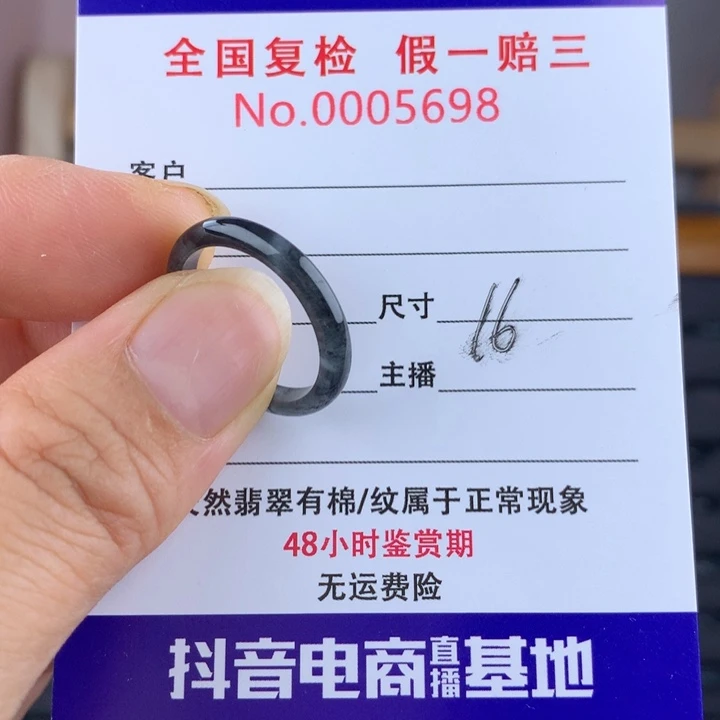 全国复检 假一赔三
No.0005698
客户
尺寸 16
主播
然翡翠有棉/纹属于正常现象
48小时鉴赏期
无运费险
抖音电商直播基地